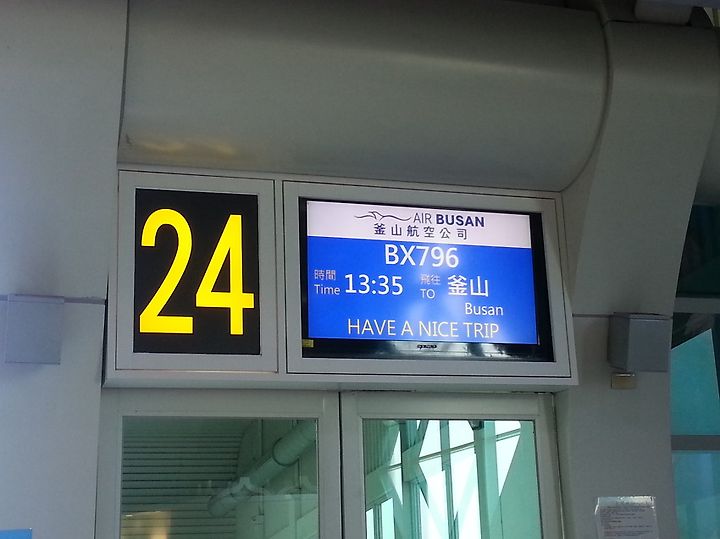 24
AIR BUSAN
釜山航空公司
BX796
時間 13:35 飛往 釜山
Time TO Busan
HAVE A NICE TRIP